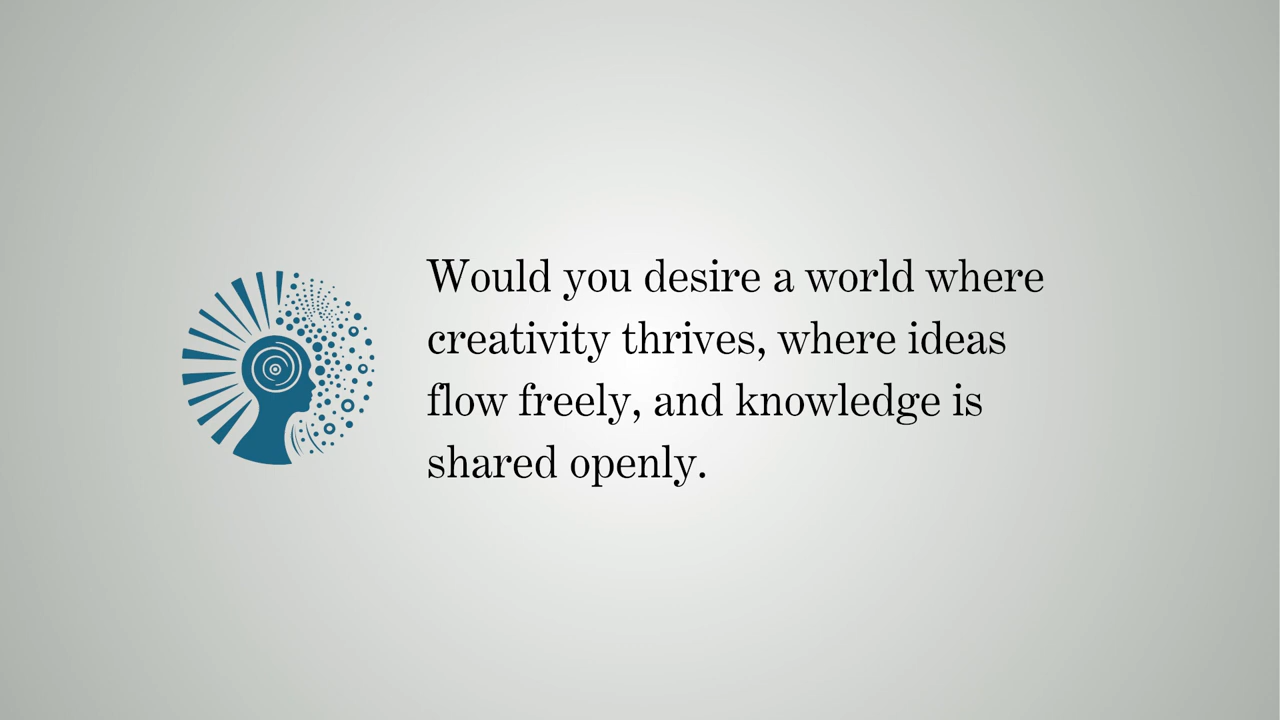 Would you desire a world where
creativity thrives, where ideas
flow freely, and knowledge is
shared openly.